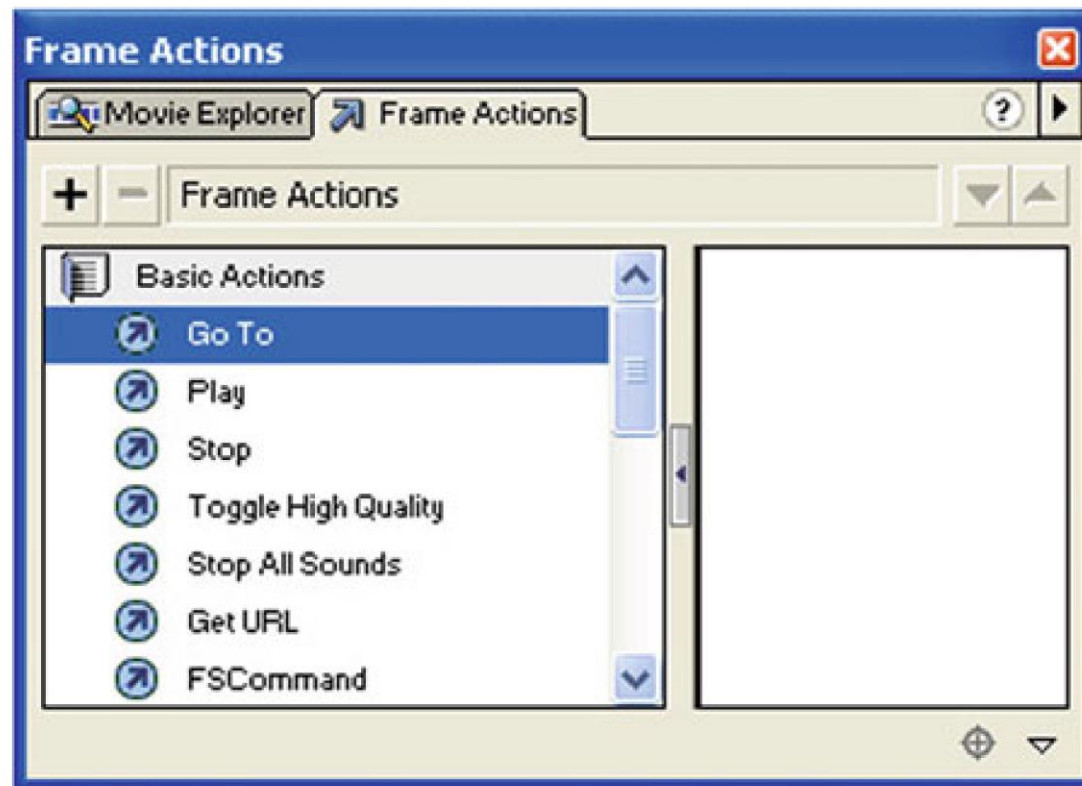 Frame Actions
Movie Explorer Frame Actions ?
+ − Frame Actions
Basic Actions
Go To
Play
Stop
Toggle High Quality
Stop All Sounds
Get URL
FSCommand